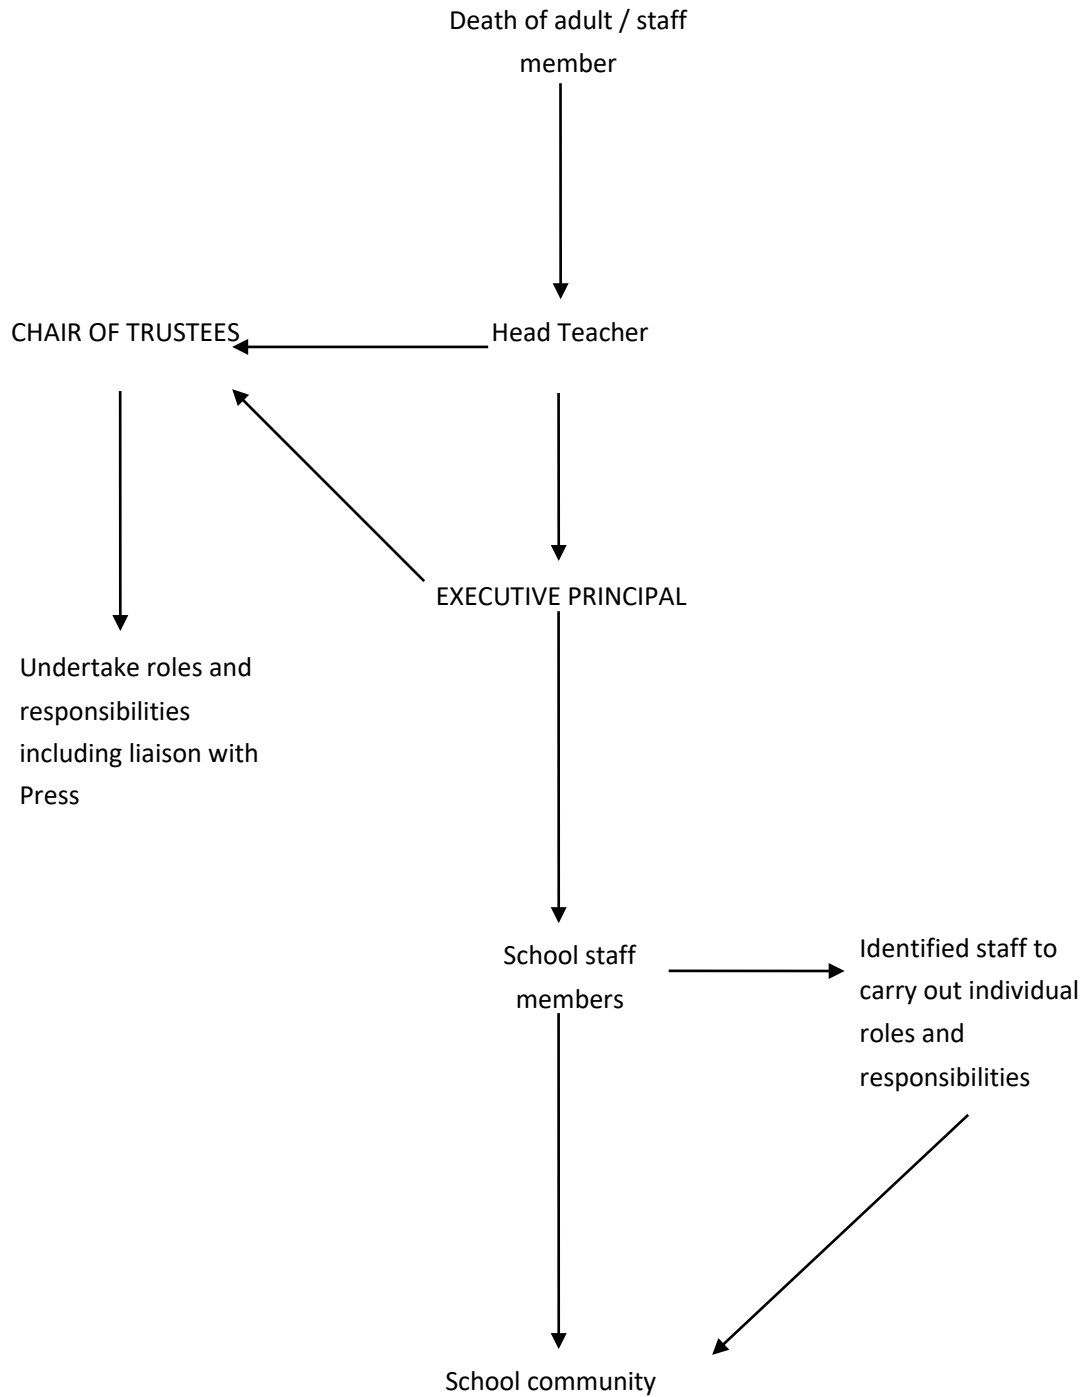 Death of adult / staff
member
CHAIR OF TRUSTEES
Head Teacher
EXECUTIVE PRINCIPAL
Undertake roles and
responsibilities
including liaison with
Press
School staff
members
Identified staff to
carry out individual
roles and
responsibilities
School community